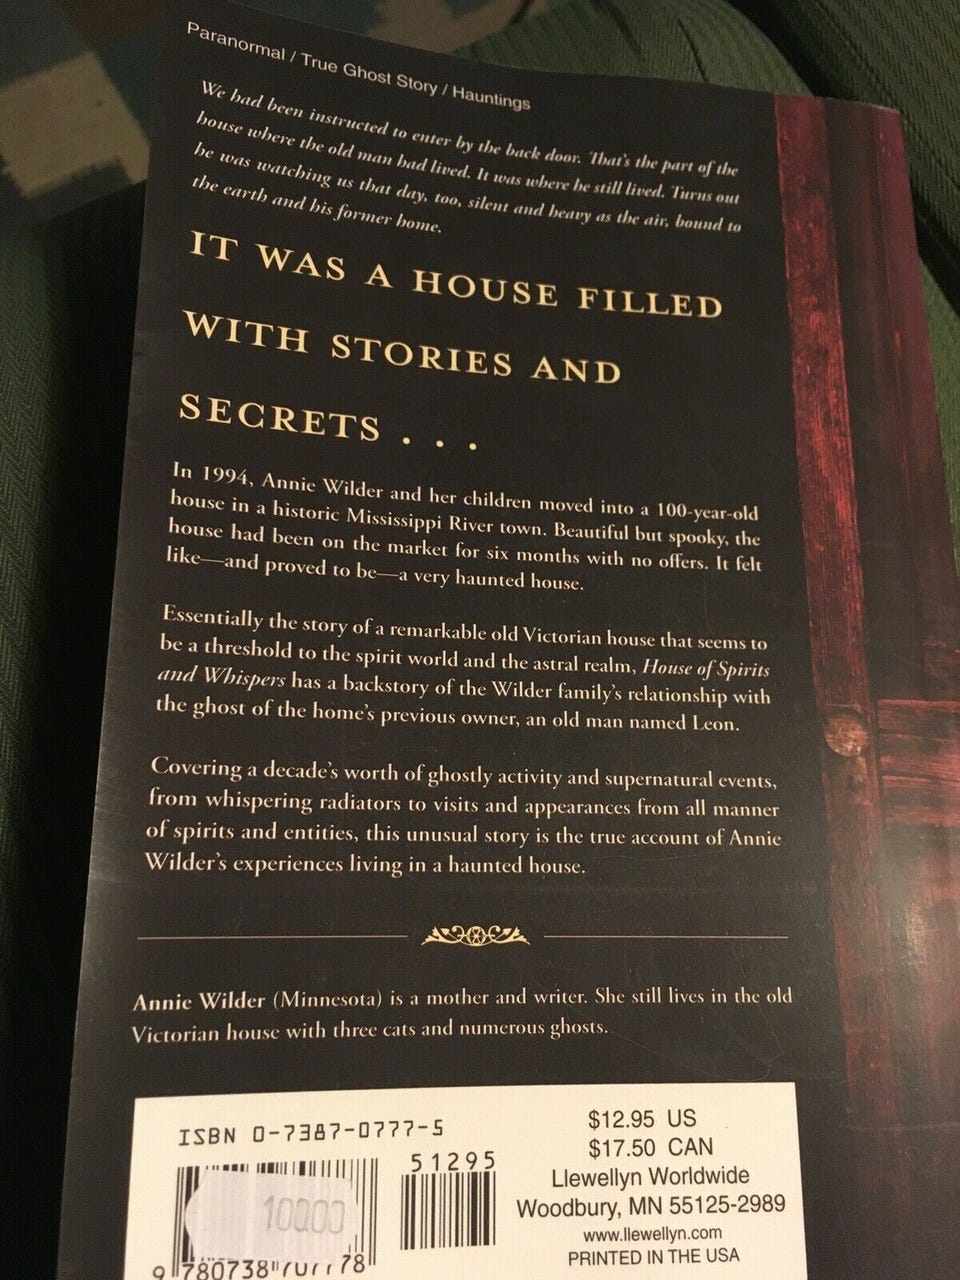 Paranormal / True Ghost Story / Hauntings
We had been instructed to enter by the back door. That's the part of the
house where the old man had lived. It was where he still lived. Turns out
he was watching us that day, too, silent and heavy as the air, bound to
the earth and his former home.
IT WAS A HOUSE FILLED
WITH STORIES AND
SECRETS . . .
In 1994, Annie Wilder and her children moved into a 100-year-old
house in a historic Mississippi River town. Beautiful but spooky, the
house had been on the market for six months with no offers. It felt
like—and proved to be—a very haunted house.
Essentially the story of a remarkable old Victorian house that seems to
be a threshold to the spirit world and the astral realm, House of Spirits
and Whispers has a backstory of the Wilder family's relationship with
the ghost of the home's previous owner, an old man named Leon.
Covering a decade's worth of ghostly activity and supernatural events,
from whispering radiators to visits and appearances from all manner
of spirits and entities, this unusual story is the true account of Annie
Wilder's experiences living in a haunted house.
Annie Wilder (Minnesota) is a mother and writer. She still lives in the old
Victorian house with three cats and numerous ghosts.
ISBN 0-7387-0777-5
51295
100.00
9 780738 707778
$12.95 US
$17.50 CAN
Llewellyn Worldwide
Woodbury, MN 55125-2989
www.llewellyn.com
PRINTED IN THE USA